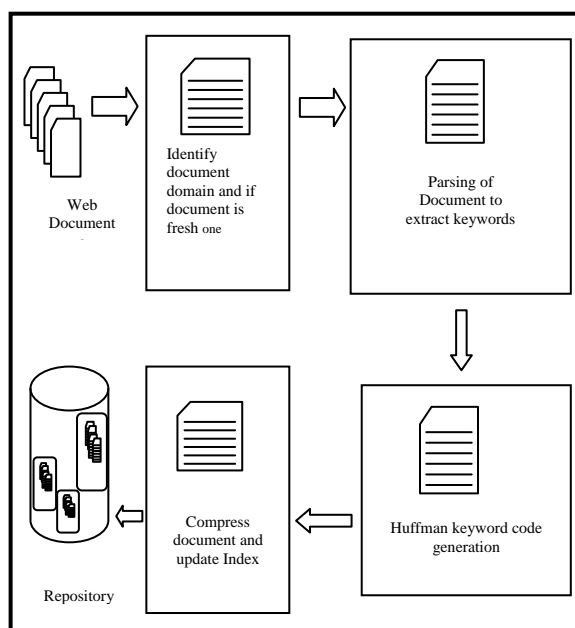 Web
Document
Identify
document
domain and if
document is
fresh one
Parsing of
Document to
extract keywords
Huffman keyword code
generation
Compress
document and
update Index
Repository